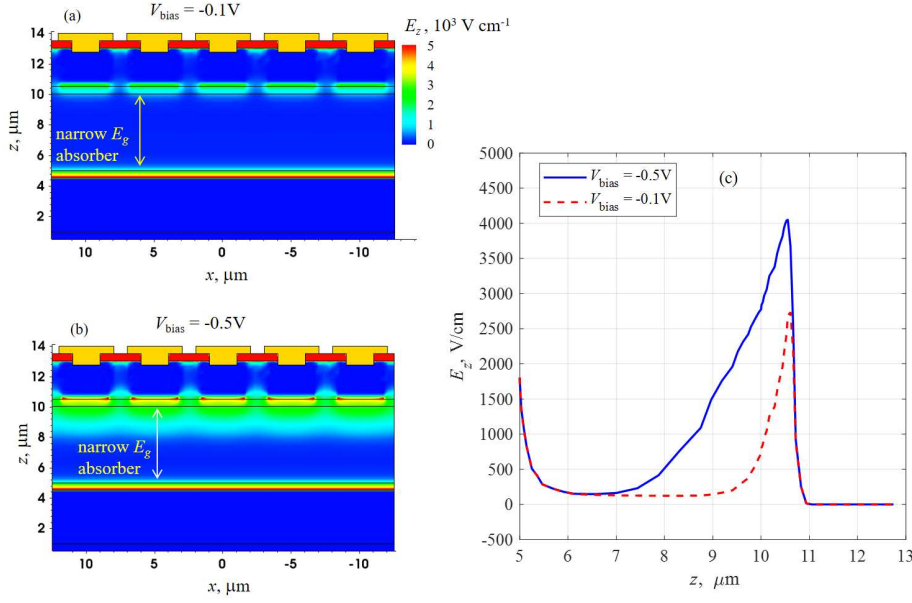 (a)
V_bias = -0.1V
E_z , 10³ V cm⁻¹
14
12
10
8
6
4
2
z, μm
5
4
3
2
1
0
narrow E_g
absorber
10
5
0
-5
-10
x, μm
(b)
V_bias = -0.5V
14
12
10
8
6
4
2
z, μm
narrow E_g
absorber
10
5
0
-5
-10
x, μm
(c)
V_bias = -0.5V
V_bias = -0.1V
5000
4500
4000
3500
3000
2500
2000
1500
1000
500
0
-500
E_z, V/cm
5
6
7
8
9
10
11
12
13
z, μm